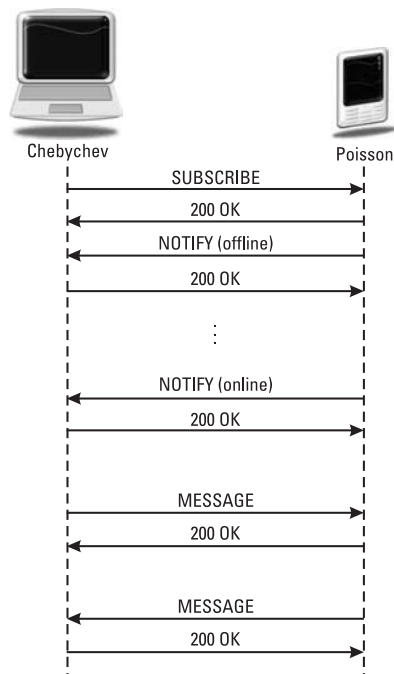 Chebychev
Poisson
SUBSCRIBE
200 OK
NOTIFY (offline)
200 OK
NOTIFY (online)
200 OK
MESSAGE
200 OK
MESSAGE
200 OK